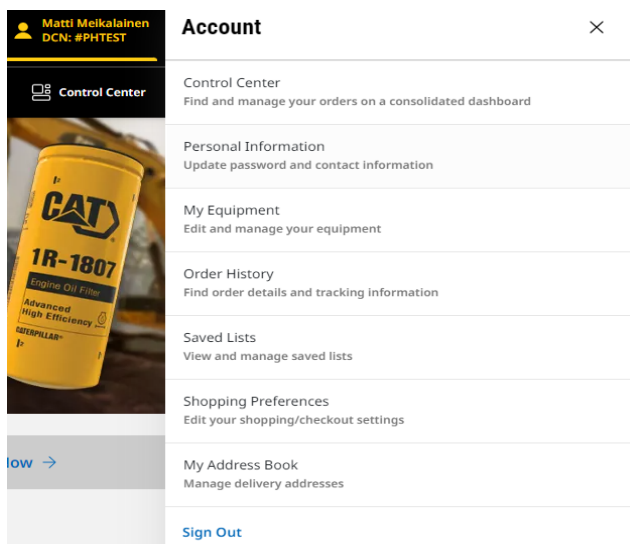 Matti Meikalainen
DCN: #PHTEST
Control Center
CAT
1R-1807
Engine Oil Filter
Advanced
High Efficiency
CATERPILLAR
low →
Account
Control Center
Find and manage your orders on a consolidated dashboard
Personal Information
Update password and contact information
My Equipment
Edit and manage your equipment
Order History
Find order details and tracking information
Saved Lists
View and manage saved lists
Shopping Preferences
Edit your shopping/checkout settings
My Address Book
Manage delivery addresses
Sign Out